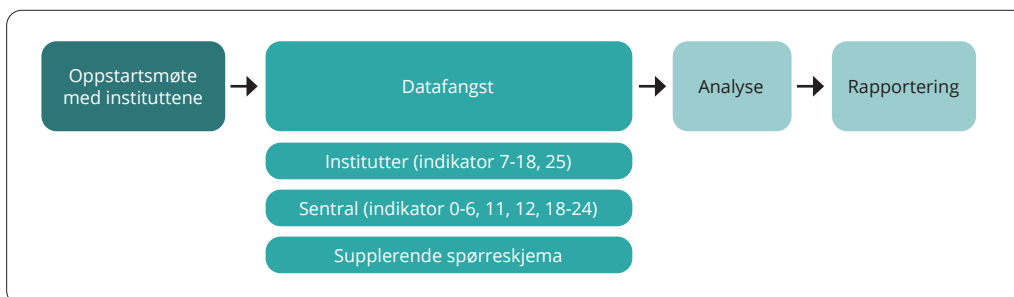 Oppstartsmøte
med instituttene
Datafangst
Analyse
Rapportering
Institutter (indikator 7-18, 25)
Sentral (indikator 0-6, 11, 12, 18-24)
Supplerende spørreskjema